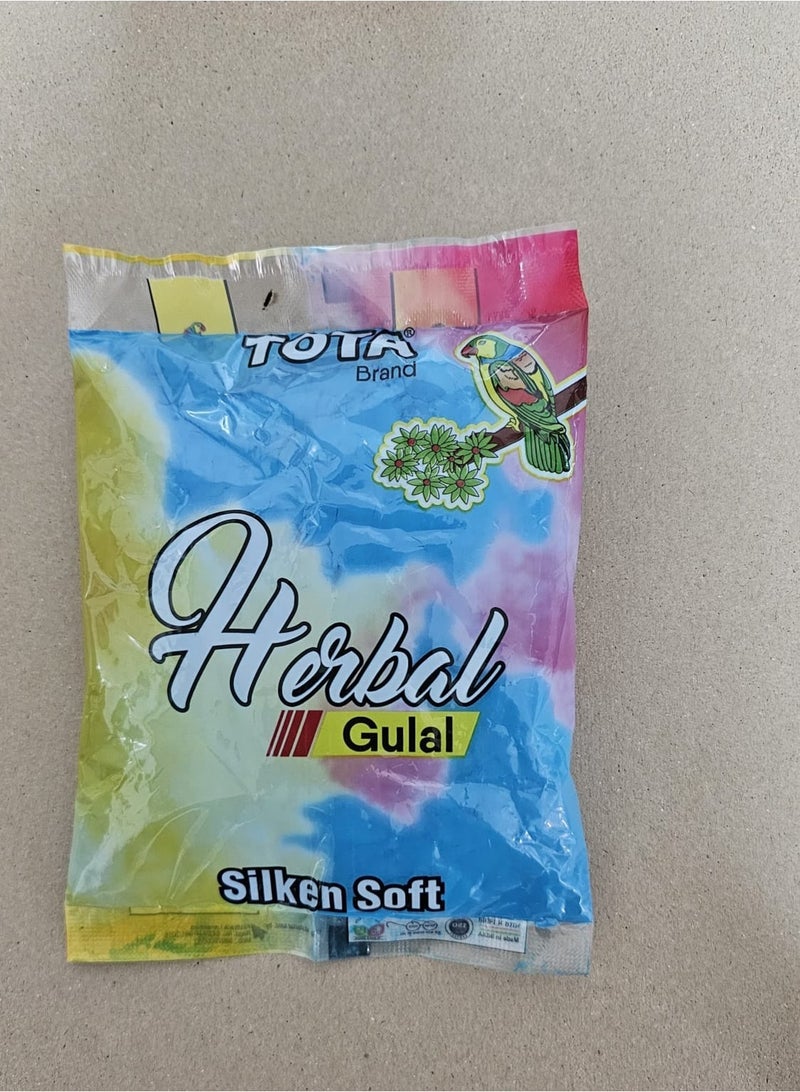 TOTA®
Brand
Herbal
Gulal
Silken Soft